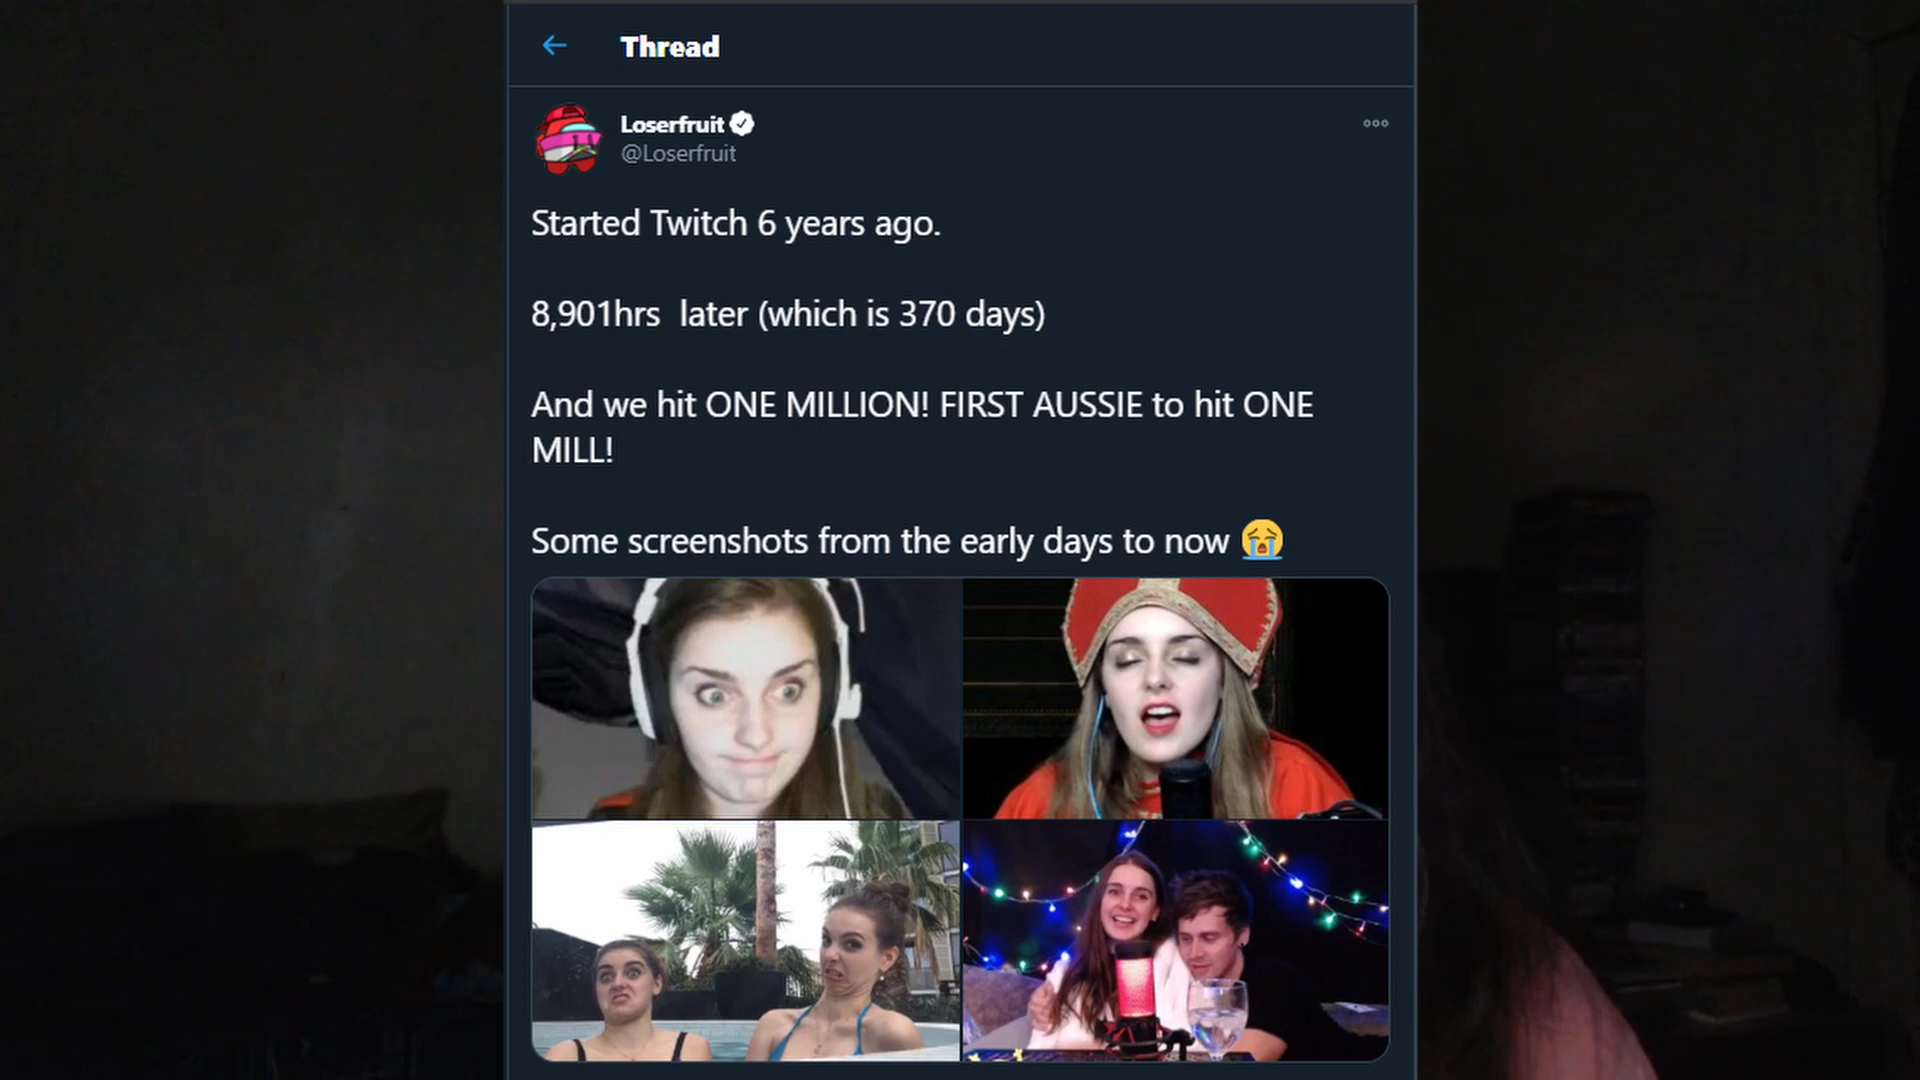 Thread
Loserfruit
@Loserfruit
Started Twitch 6 years ago.
8,901hrs  later (which is 370 days)
And we hit ONE MILLION! FIRST AUSSIE to hit ONE
MILL!
Some screenshots from the early days to now 😭